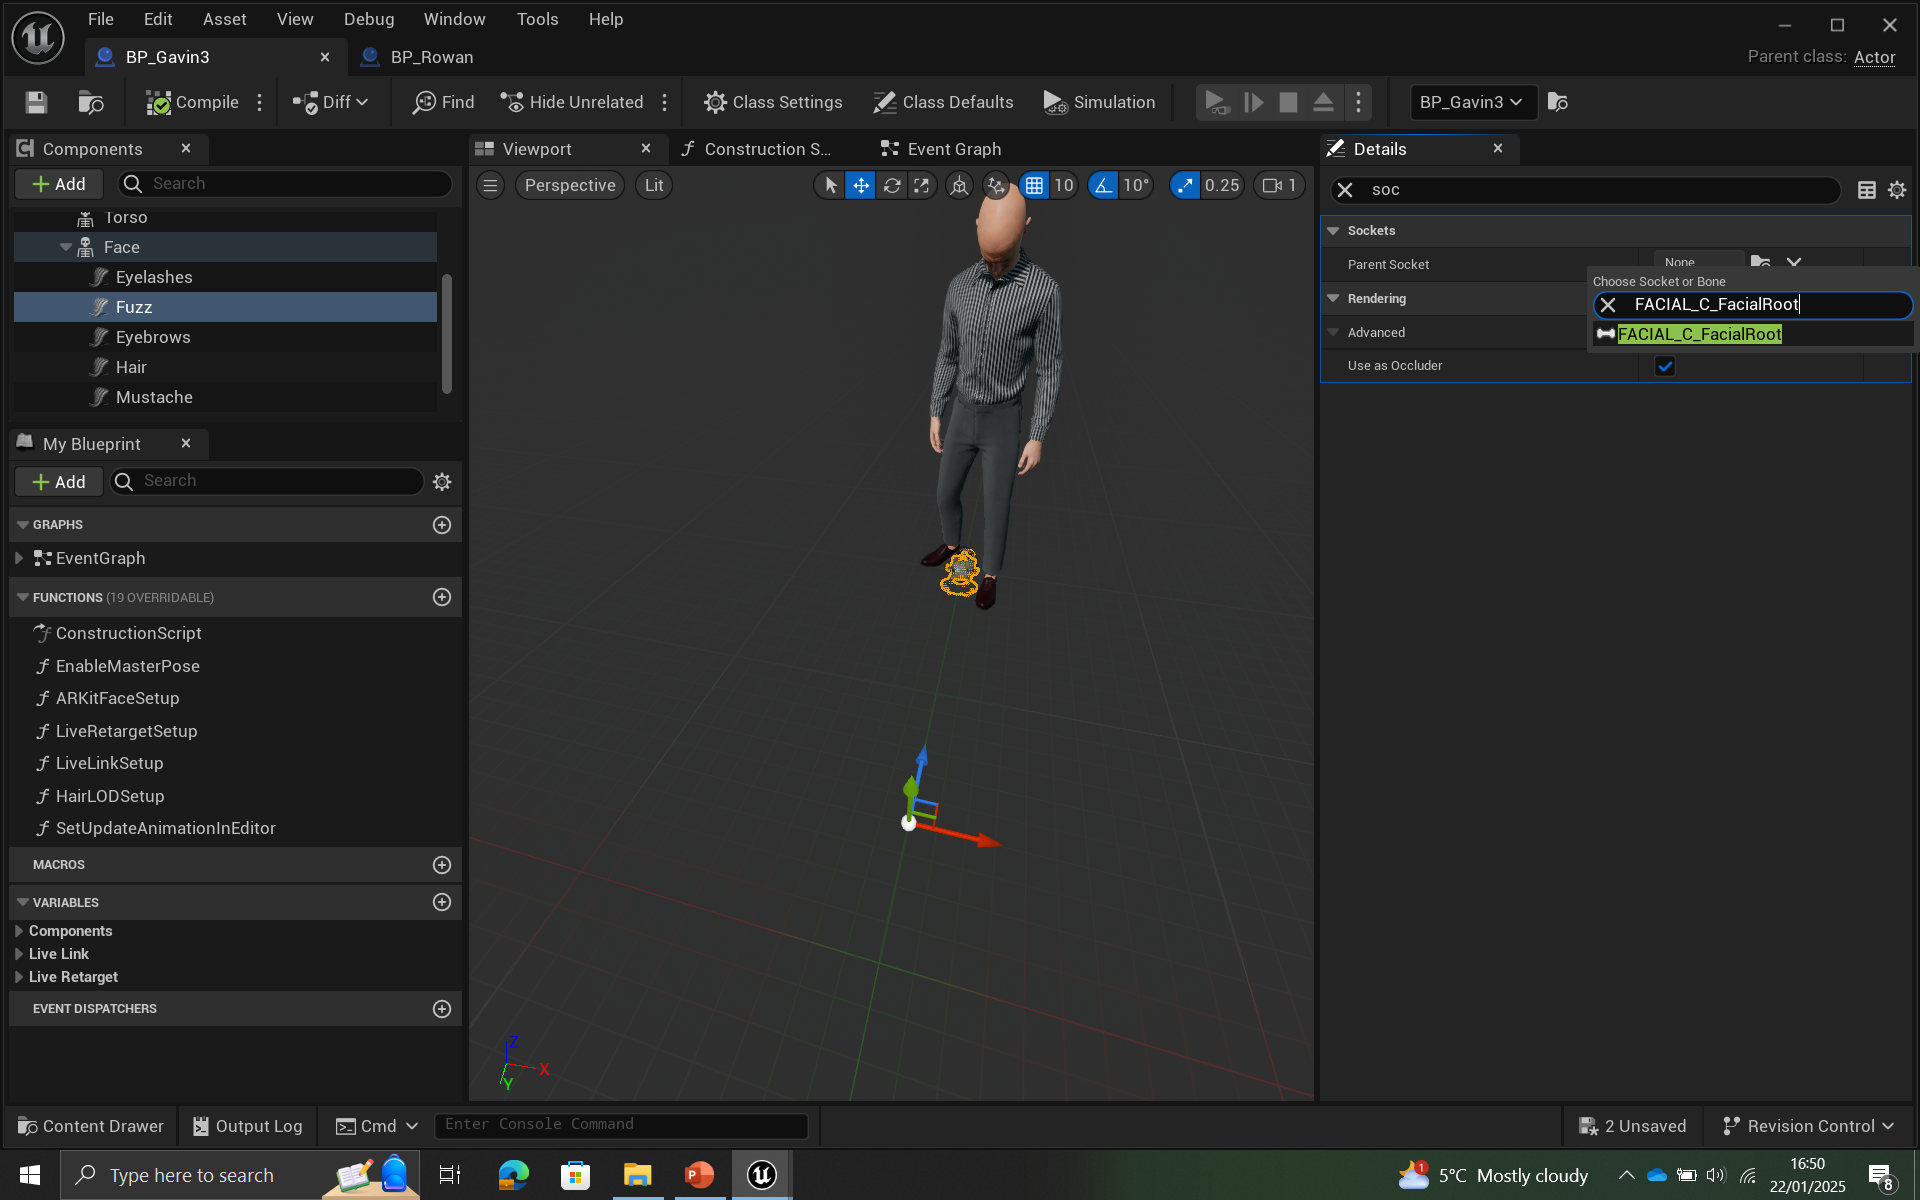 File Edit Asset View Debug Window Tools Help
BP_Gavin3
BP_Rowan
Parent class: Actor
Compile
Diff
Find
Hide Unrelated
Class Settings
Class Defaults
Simulation
BP_Gavin3
Components
Add
Search
Torso
Face
Eyelashes
Fuzz
Eyebrows
Hair
Mustache
My Blueprint
Add
Search
GRAPHS
EventGraph
FUNCTIONS (19 OVERRIDABLE)
ConstructionScript
EnableMasterPose
ARKitFaceSetup
LiveRetargetSetup
LiveLinkSetup
HairLODSetup
SetUpdateAnimationInEditor
MACROS
VARIABLES
Components
Live Link
Live Retarget
EVENT DISPATCHERS
Viewport
Construction S...
Event Graph
Perspective
Lit
10
10°
0.25
1
Z
X
Y
Details
soc
Sockets
Parent Socket
None
Rendering
Advanced
Use as Occluder
Choose Socket or Bone
FACIAL_C_FacialRoot
FACIAL_C_FacialRoot
Content Drawer
Output Log
Cmd
Enter Console Command
2 Unsaved
Revision Control
Type here to search
P
1
5°C Mostly cloudy
16:50
22/01/2025
8